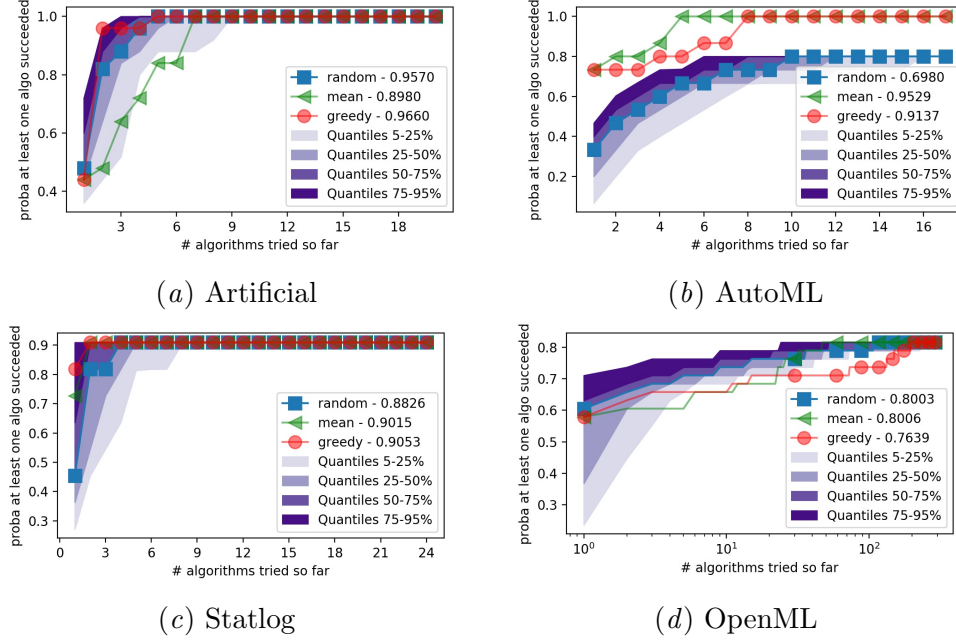 1.0
0.8
0.6
0.4
proba at least one algo succeeded
random - 0.9570
mean - 0.8980
greedy - 0.9660
Quantiles 5-25%
Quantiles 25-50%
Quantiles 50-75%
Quantiles 75-95%
3 6 9 12 15 18
# algorithms tried so far
(a) Artificial
1.0
0.8
0.6
0.4
0.2
proba at least one algo succeeded
random - 0.6980
mean - 0.9529
greedy - 0.9137
Quantiles 5-25%
Quantiles 25-50%
Quantiles 50-75%
Quantiles 75-95%
2 4 6 8 10 12 14 16
# algorithms tried so far
(b) AutoML
0.9
0.8
0.7
0.6
0.5
0.4
0.3
proba at least one algo succeeded
random - 0.8826
mean - 0.9015
greedy - 0.9053
Quantiles 5-25%
Quantiles 25-50%
Quantiles 50-75%
Quantiles 75-95%
0 3 6 9 12 15 18 21 24
# algorithms tried so far
(c) Statlog
0.8
0.7
0.6
0.5
0.4
0.3
proba at least one algo succeeded
random - 0.8003
mean - 0.8006
greedy - 0.7639
Quantiles 5-25%
Quantiles 25-50%
Quantiles 50-75%
Quantiles 75-95%
10⁰ 10¹ 10²
# algorithms tried so far
(d) OpenML